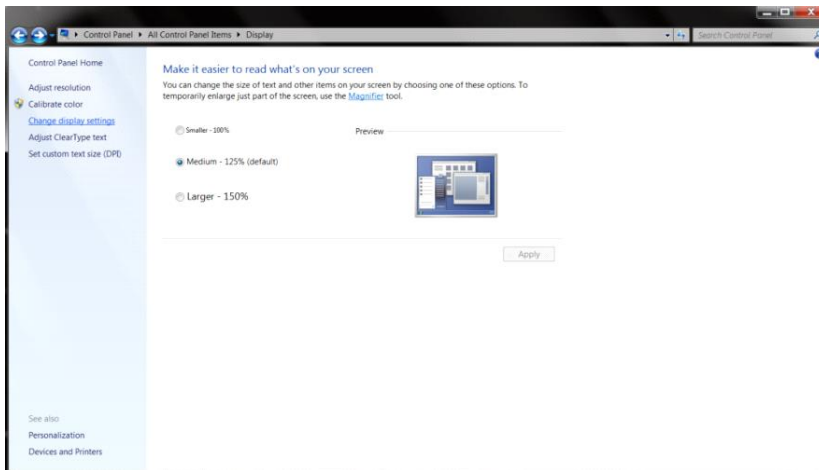 Control Panel ▸ All Control Panel Items ▸ Display
Search Control Panel
Control Panel Home
Adjust resolution
Calibrate color
Change display settings
Adjust ClearType text
Set custom text size (DPI)
Make it easier to read what's on your screen
You can change the size of text and other items on your screen by choosing one of these options. To
temporarily enlarge just part of the screen, use the Magnifier tool.
Smaller - 100%
Preview
Medium - 125% (default)
Larger - 150%
Apply
See also
Personalization
Devices and Printers